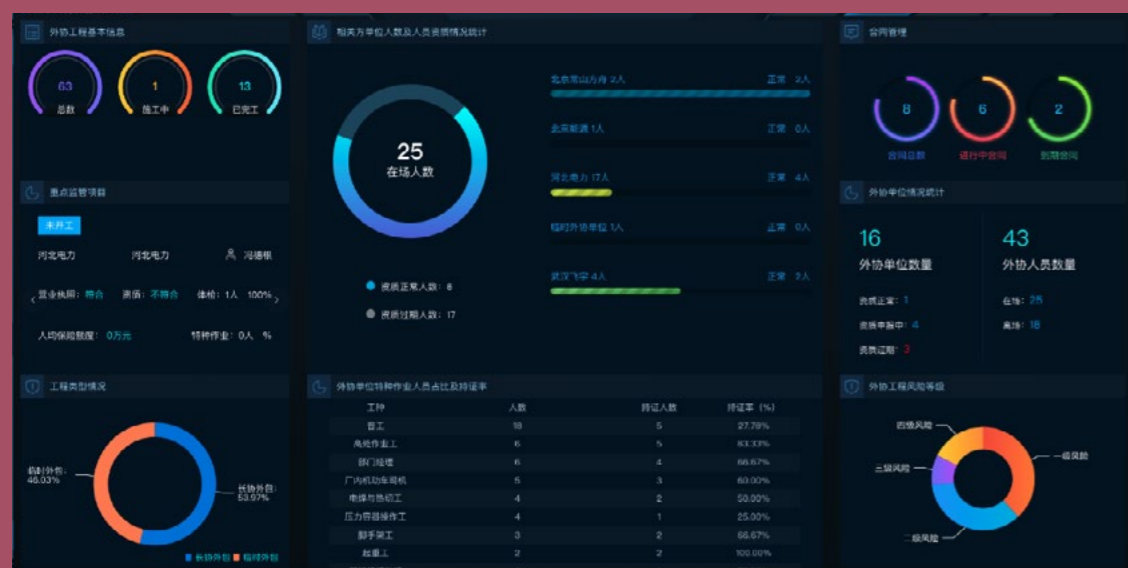 外协工程基本信息
63
总数
1
施工中
13
已完工
重点监管项目
未开工
河北电力
河北电力
冯德银
营业执照：符合
资质：不符合
体检：1人 100%
人均保险额度：0万元
特种作业：0人 %
工程类型情况
临时外包：
46.03%
长协外包：
53.97%
长协外包
临时外包
相关方单位人数及人员资质情况统计
25
在场人数
资质正常人数：8
资质过期人数：17
北京常山方舟 2人
正常 2人
北京能源 1人
正常 0人
河北电力 17人
正常 4人
临时外协单位 1人
正常 0人
武汉飞宇 4人
正常 2人
外协单位特种作业人员占比及持证率
工种 人数 持证人数 持证率（%）
普工 18 5 27.78%
高处作业工 6 5 83.33%
部门经理 6 4 66.67%
厂内机动车司机 5 3 60.00%
电焊与热切工 4 2 50.00%
压力容器操作工 4 1 25.00%
脚手架工 3 2 66.67%
起重工 2 2 100.00%
合同管理
8
合同总数
6
进行中合同
2
到期合同
外协单位情况统计
16
外协单位数量
资质正常：1
资质申报中：4
资质过期：3
43
外协人员数量
在场：25
离场：18
外协工程风险等级
四级风险
一级风险
三级风险
二级风险